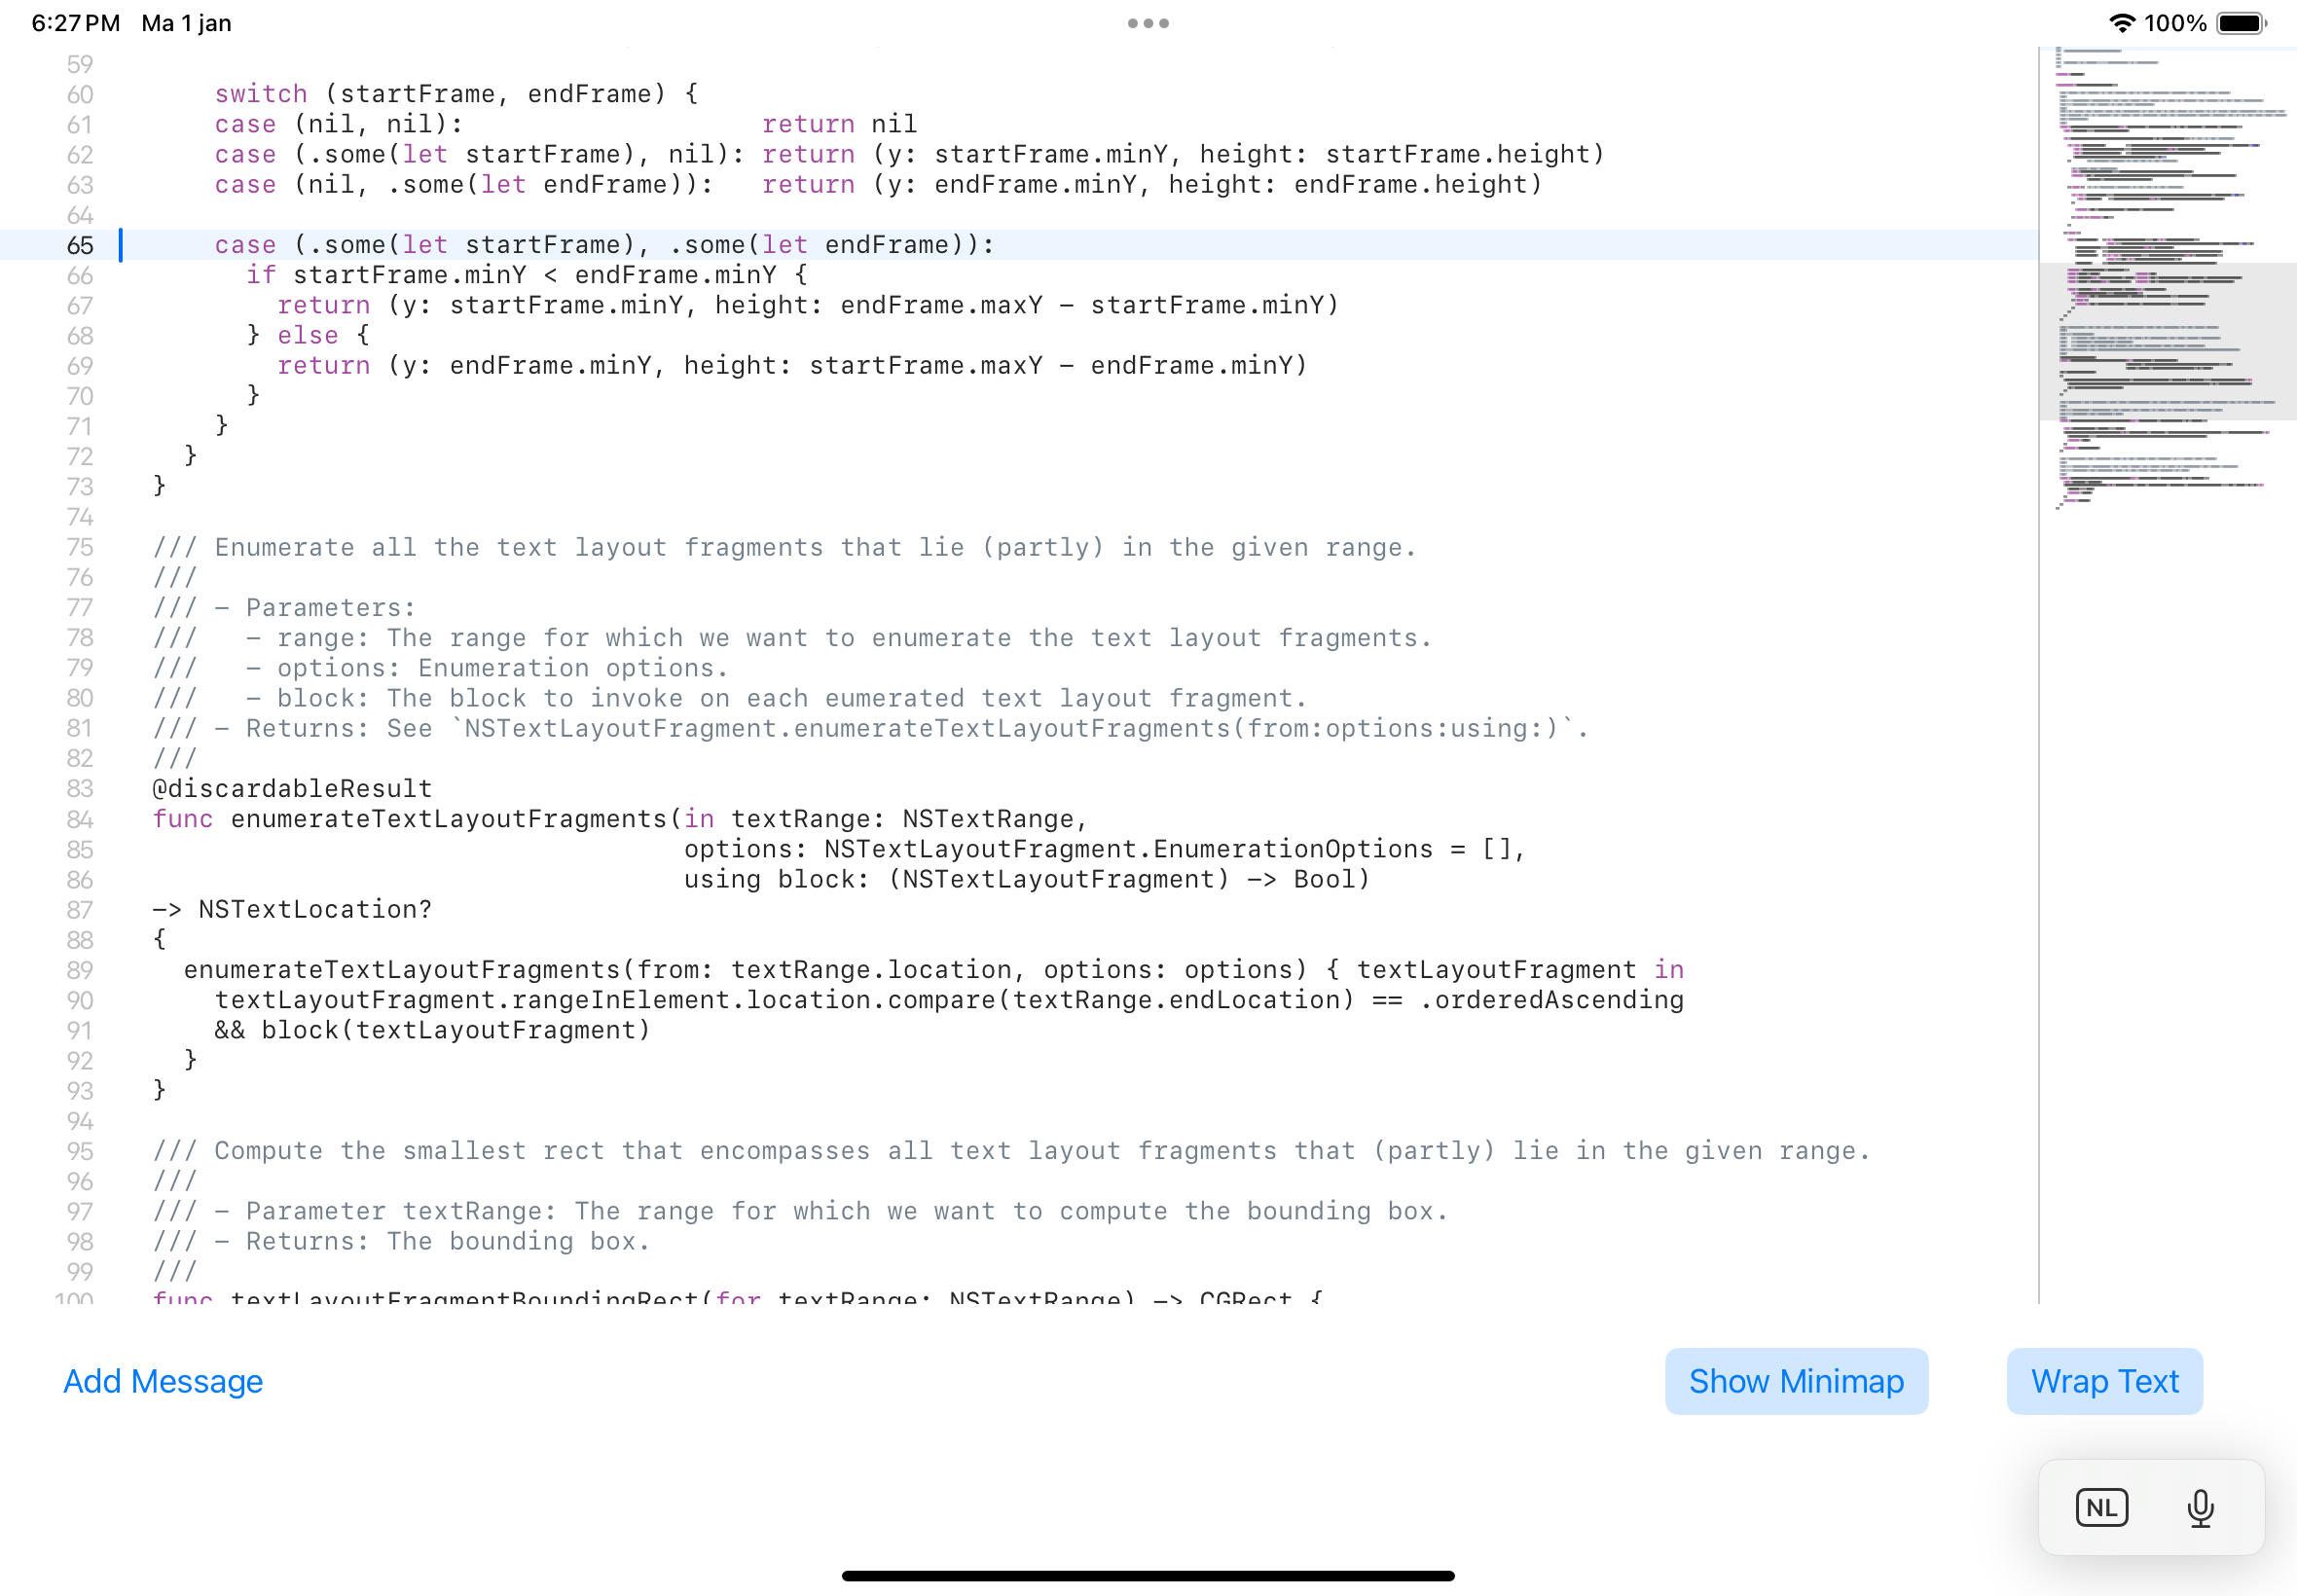 6:27 PM Ma 1 jan 100%
59
60 switch (startFrame, endFrame) {
61 case (nil, nil): return nil
62 case (.some(let startFrame), nil): return (y: startFrame.minY, height: startFrame.height)
63 case (nil, .some(let endFrame)): return (y: endFrame.minY, height: endFrame.height)
64
65 case (.some(let startFrame), .some(let endFrame)):
66 if startFrame.minY < endFrame.minY {
67 return (y: startFrame.minY, height: endFrame.maxY - startFrame.minY)
68 } else {
69 return (y: endFrame.minY, height: startFrame.maxY - endFrame.minY)
70 }
71 }
72 }
73 }
74
75 /// Enumerate all the text layout fragments that lie (partly) in the given range.
76 ///
77 /// - Parameters:
78 /// - range: The range for which we want to enumerate the text layout fragments.
79 /// - options: Enumeration options.
80 /// - block: The block to invoke on each eumerated text layout fragment.
81 /// - Returns: See `NSTextLayoutFragment.enumerateTextLayoutFragments(from:options:using:)`.
82 ///
83 @discardableResult
84 func enumerateTextLayoutFragments(in textRange: NSTextRange,
85 options: NSTextLayoutFragment.EnumerationOptions = [],
86 using block: (NSTextLayoutFragment) -> Bool)
87 -> NSTextLocation?
88 {
89 enumerateTextLayoutFragments(from: textRange.location, options: options) { textLayoutFragment in
90 textLayoutFragment.rangeInElement.location.compare(textRange.endLocation) == .orderedAscending
91 && block(textLayoutFragment)
92 }
93 }
94
95 /// Compute the smallest rect that encompasses all text layout fragments that (partly) lie in the given range.
96 ///
97 /// - Parameter textRange: The range for which we want to compute the bounding box.
98 /// - Returns: The bounding box.
99 ///
100 func textLayoutFragmentBoundingRect(for textRange: NSTextRange) -> CGRect {
Add Message Show Minimap Wrap Text
NL